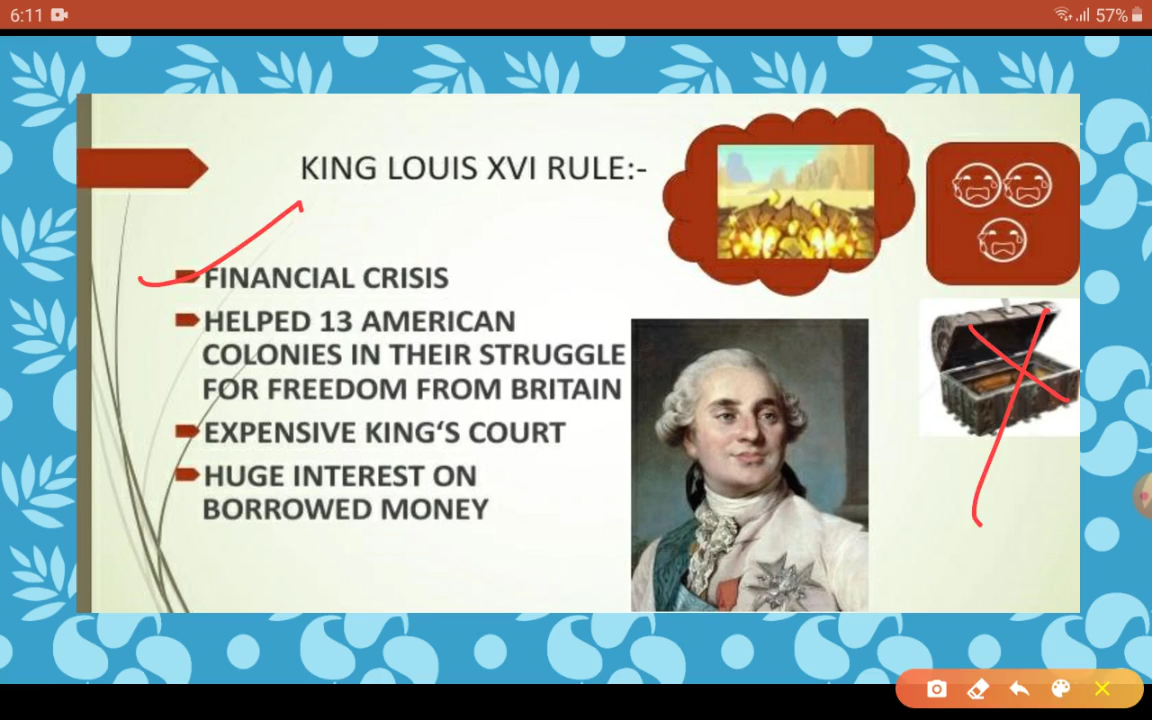 6:11
57%
KING LOUIS XVI RULE:-
FINANCIAL CRISIS
HELPED 13 AMERICAN
COLONIES IN THEIR STRUGGLE
FOR FREEDOM FROM BRITAIN
EXPENSIVE KING‘S COURT
HUGE INTEREST ON
BORROWED MONEY